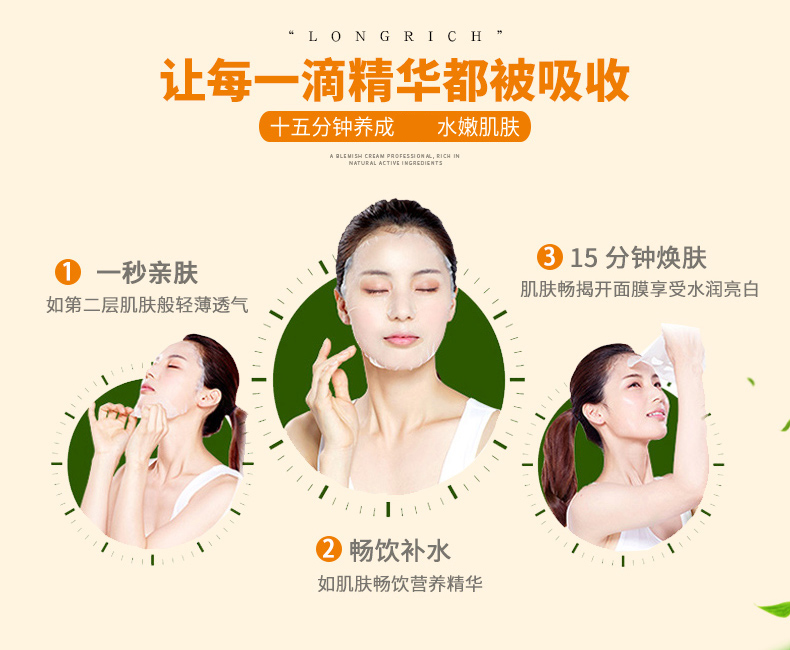 “ LONGRICH ”
让每一滴精华都被吸收
十五分钟养成 水嫩肌肤
A BLEMISH CREAM PROFESSIONAL, RICH IN
NATURAL ACTIVE INGREDIENTS
1 一秒亲肤
如第二层肌肤般轻薄透气
3 15 分钟焕肤
肌肤畅揭开面膜享受水润亮白
2 畅饮补水
如肌肤畅饮营养精华